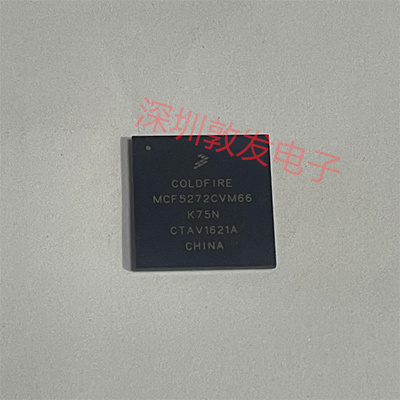 深圳敦发电子
COLDFIRE
MCF5272CVM66
K75N
CTAV1621A
CHINA